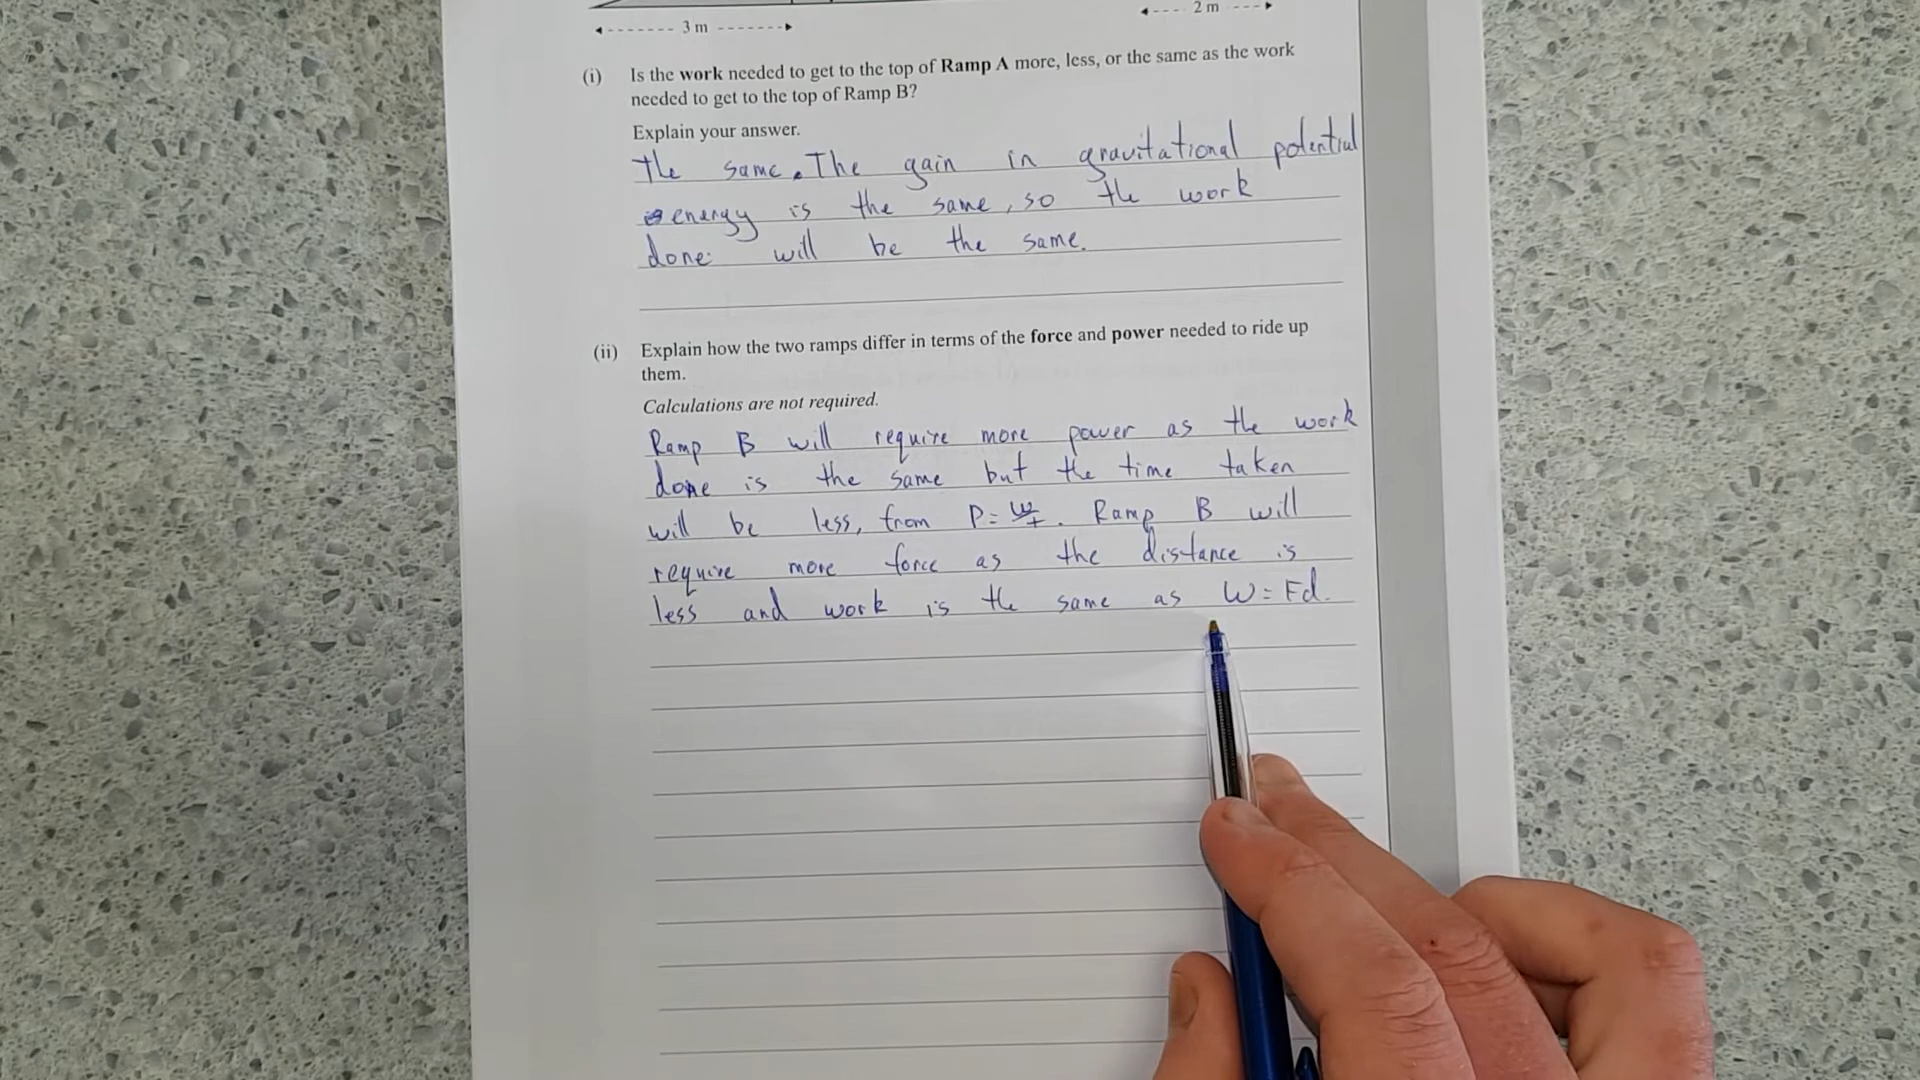 3 m
2 m
(i) Is the work needed to get to the top of Ramp A more, less, or the same as the work
needed to get to the top of Ramp B?
Explain your answer.
The same. The gain in gravitational potential
energy is the same, so the work
done will be the same.
(ii) Explain how the two ramps differ in terms of the force and power needed to ride up
them.
Calculations are not required.
Ramp B will require more power as the work
done is the same but the time taken
will be less, from P = W/t. Ramp B will
require more force as the distance is
less and work is the same as W = Fd.